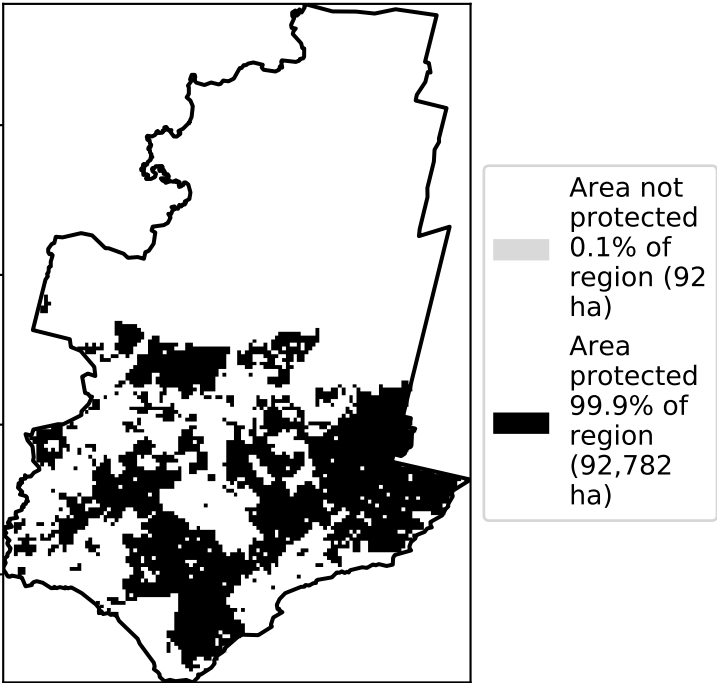 Area not
protected
0.1% of
region (92
ha)
Area
protected
99.9% of
region
(92,782
ha)